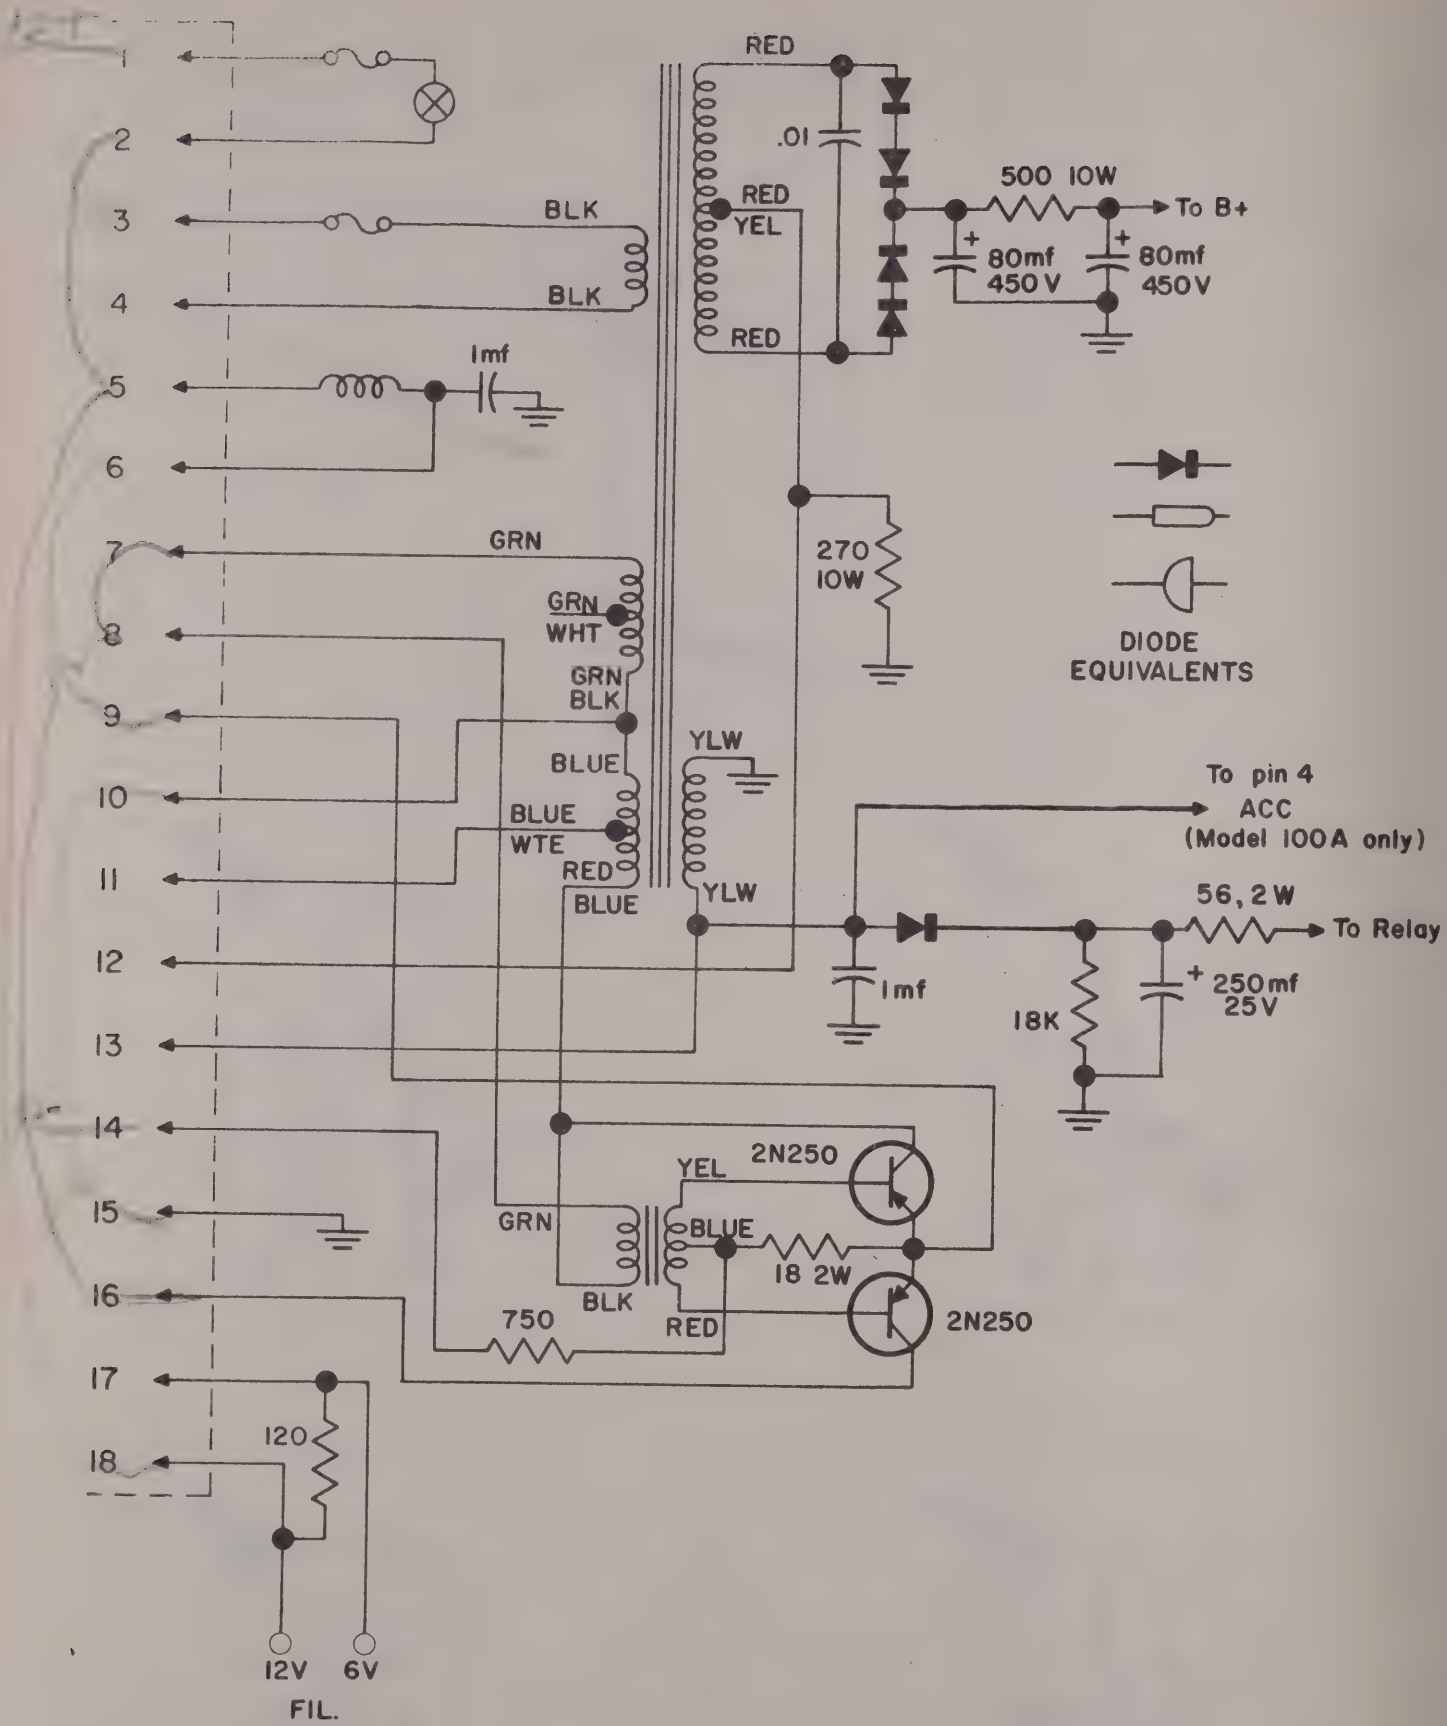 1
2
3
4
5
6
7
8
9
10
11
12
13
14
15
16
17
18
BLK
BLK
1mf
GRN
GRN
WHT
GRN
BLK
BLUE
BLUE
WTE
RED
BLUE
RED
.01
RED
YEL
RED
500 10W
To B+
+
80mf
450V
+
80mf
450V
270
10W
DIODE
EQUIVALENTS
YLW
YLW
To pin 4
ACC
(Model 100A only)
56, 2W
To Relay
1mf
18K
+ 250mf
25V
2N250
YEL
GRN
BLUE
18 2W
BLK
RED
2N250
750
120
12V
6V
FIL.